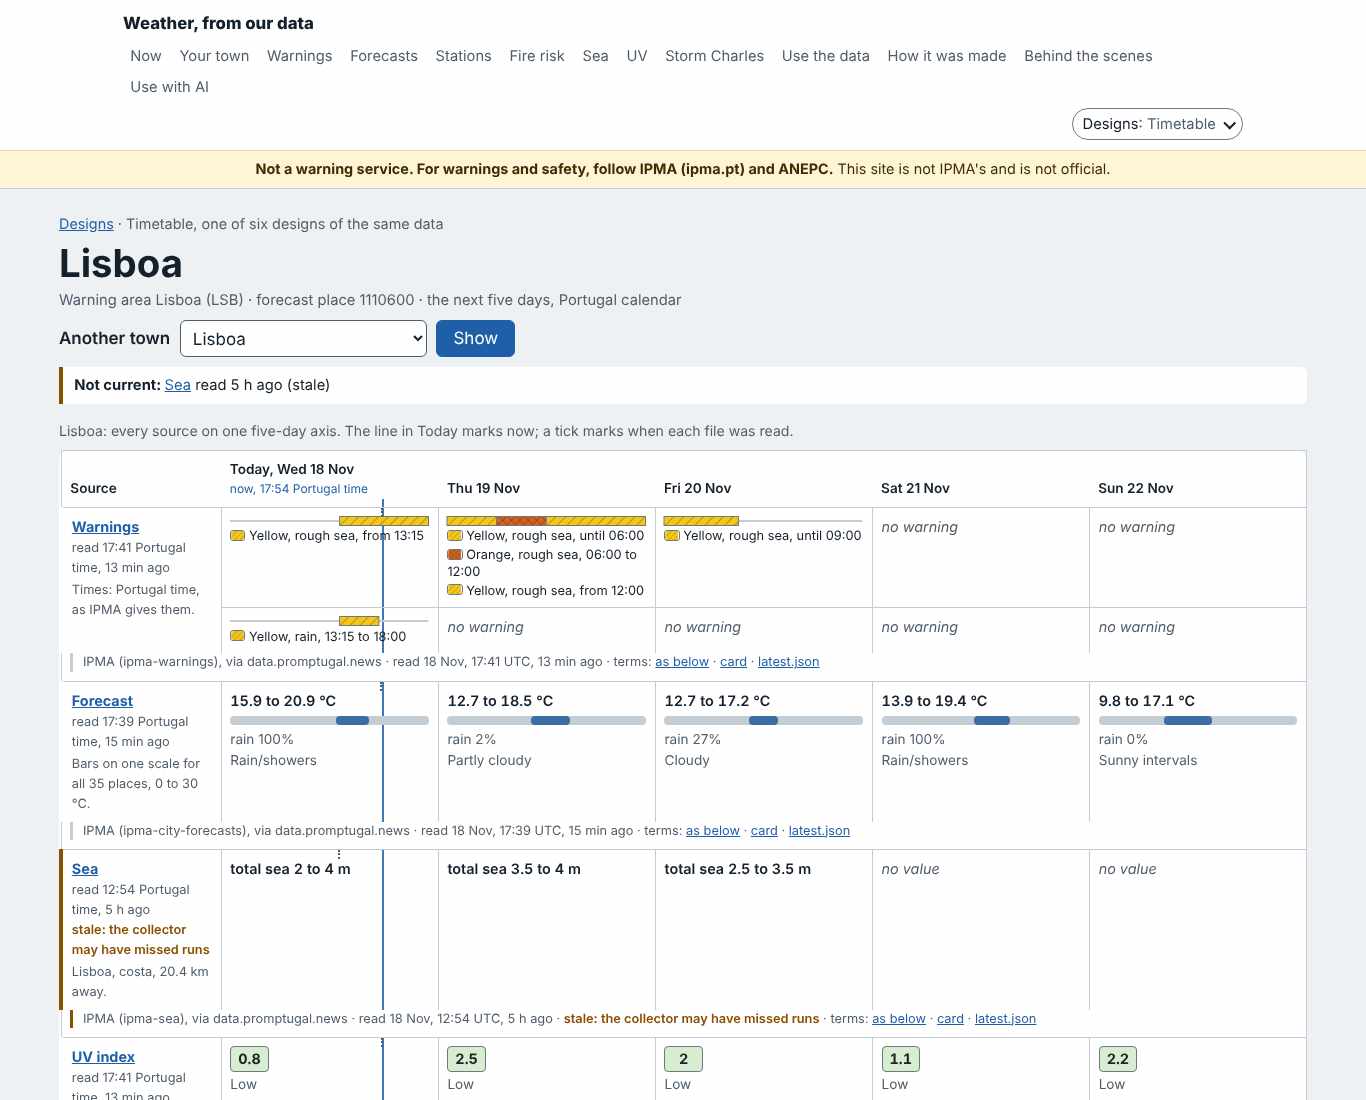 Weather, from our data
Now Your town Warnings Forecasts Stations Fire risk Sea UV Storm Charles Use the data How it was made Behind the scenes
Use with AI
Designs: Timetable
Not a warning service. For warnings and safety, follow IPMA (ipma.pt) and ANEPC. This site is not IPMA's and is not official.
Designs · Timetable, one of six designs of the same data
Lisboa
Warning area Lisboa (LSB) · forecast place 1110600 · the next five days, Portugal calendar
Another town Lisboa Show
Not current: Sea read 5 h ago (stale)
Lisboa: every source on one five-day axis. The line in Today marks now; a tick marks when each file was read.
Source
Today, Wed 18 Nov
now, 17:54 Portugal time
Thu 19 Nov
Fri 20 Nov
Sat 21 Nov
Sun 22 Nov
Warnings
read 17:41 Portugal
time, 13 min ago
Times: Portugal time,
as IPMA gives them.
Yellow, rough sea, from 13:15
Yellow, rough sea, until 06:00
Orange, rough sea, 06:00 to
12:00
Yellow, rough sea, from 12:00
Yellow, rough sea, until 09:00
no warning
no warning
Yellow, rain, 13:15 to 18:00
no warning
no warning
no warning
no warning
IPMA (ipma-warnings), via data.promptugal.news · read 18 Nov, 17:41 UTC, 13 min ago · terms: as below · card · latest.json
Forecast
read 17:39 Portugal
time, 15 min ago
Bars on one scale for
all 35 places, 0 to 30
°C.
15.9 to 20.9 °C
rain 100%
Rain/showers
12.7 to 18.5 °C
rain 2%
Partly cloudy
12.7 to 17.2 °C
rain 27%
Cloudy
13.9 to 19.4 °C
rain 100%
Rain/showers
9.8 to 17.1 °C
rain 0%
Sunny intervals
IPMA (ipma-city-forecasts), via data.promptugal.news · read 18 Nov, 17:39 UTC, 15 min ago · terms: as below · card · latest.json
Sea
read 12:54 Portugal
time, 5 h ago
stale: the collector
may have missed runs
Lisboa, costa, 20.4 km
away.
total sea 2 to 4 m
total sea 3.5 to 4 m
total sea 2.5 to 3.5 m
no value
no value
IPMA (ipma-sea), via data.promptugal.news · read 18 Nov, 12:54 UTC, 5 h ago · stale: the collector may have missed runs · terms: as below · card · latest.json
UV index
read 17:41 Portugal
time, 13 min ago
0.8
Low
2.5
Low
2
Low
1.1
Low
2.2
Low